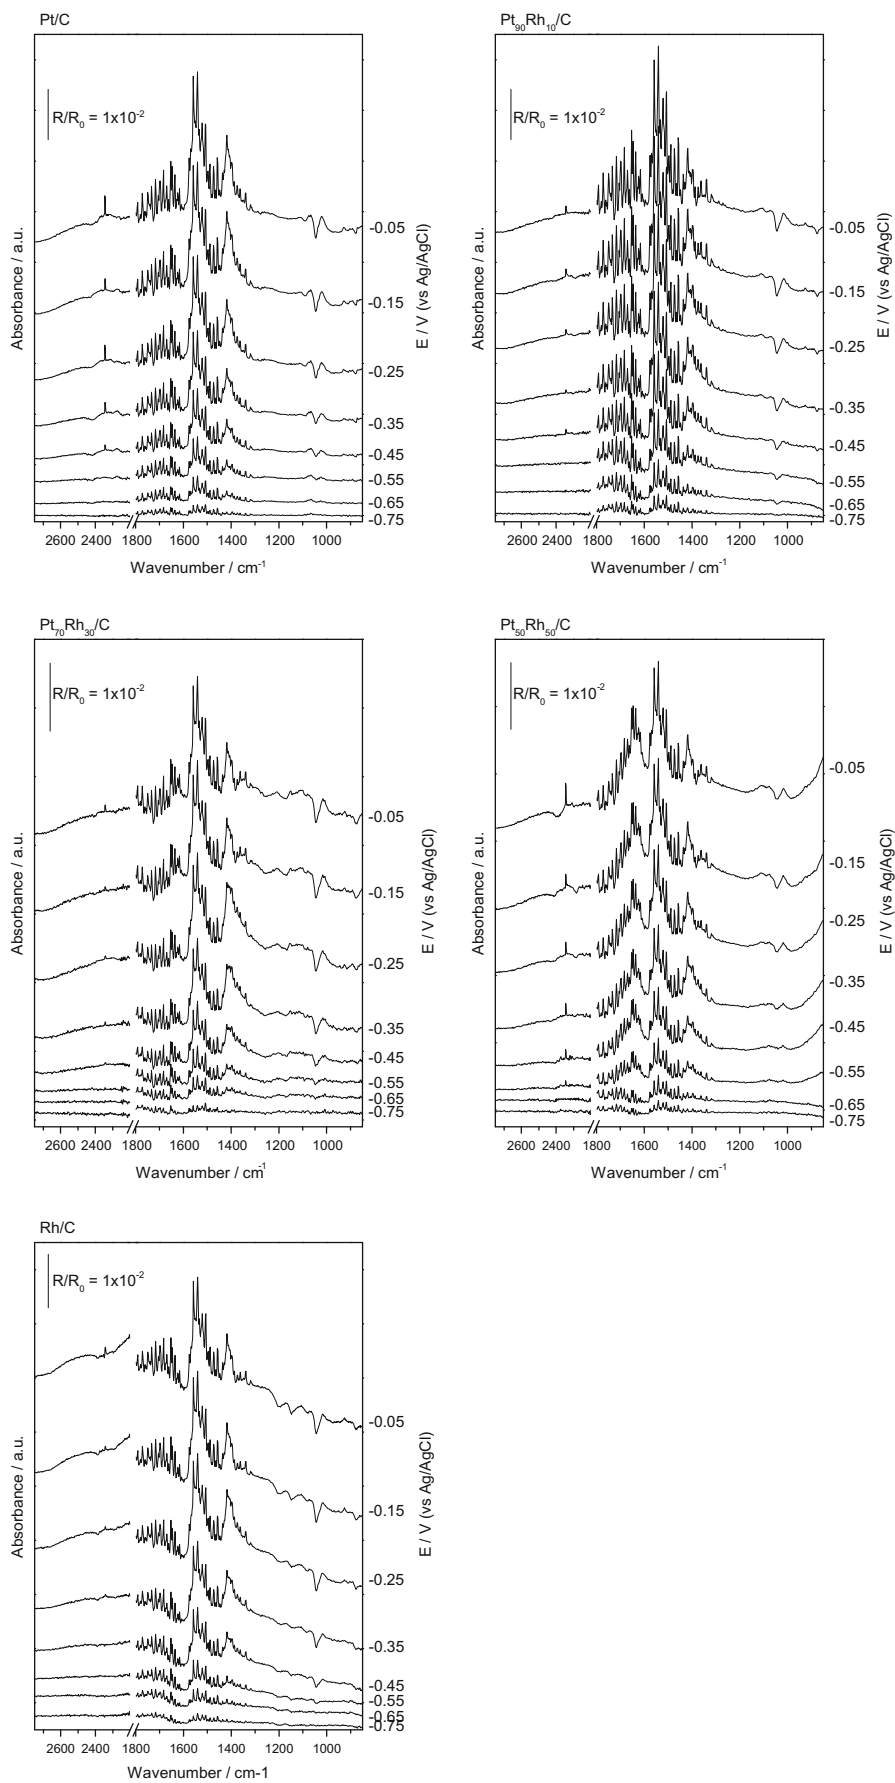 Pt/C
R/R₀ = 1x10⁻²
Absorbance / a.u.
-0.05
-0.15
-0.25
-0.35
-0.45
-0.55
-0.65
-0.75
E / V (vs Ag/AgCl)
2600 2400 1800 1600 1400 1200 1000
Wavenumber / cm⁻¹
Pt₉₀Rh₁₀/C
R/R₀ = 1x10⁻²
Absorbance / a.u.
-0.05
-0.15
-0.25
-0.35
-0.45
-0.55
-0.65
-0.75
E / V (vs Ag/AgCl)
2600 2400 1800 1600 1400 1200 1000
Wavenumber / cm⁻¹
Pt₇₀Rh₃₀/C
R/R₀ = 1x10⁻²
Absorbance / a.u.
-0.05
-0.15
-0.25
-0.35
-0.45
-0.55
-0.65
-0.75
E / V (vs Ag/AgCl)
2600 2400 1800 1600 1400 1200 1000
Wavenumber / cm⁻¹
Pt₅₀Rh₅₀/C
R/R₀ = 1x10⁻²
Absorbance / a.u.
-0.05
-0.15
-0.25
-0.35
-0.45
-0.55
-0.65
-0.75
E / V (vs Ag/AgCl)
2600 2400 1800 1600 1400 1200 1000
Wavenumber / cm⁻¹
Rh/C
R/R₀ = 1x10⁻²
Absorbance / a.u.
-0.05
-0.15
-0.25
-0.35
-0.45
-0.55
-0.65
-0.75
E / V (vs Ag/AgCl)
2600 2400 1800 1600 1400 1200 1000
Wavenumber / cm-1